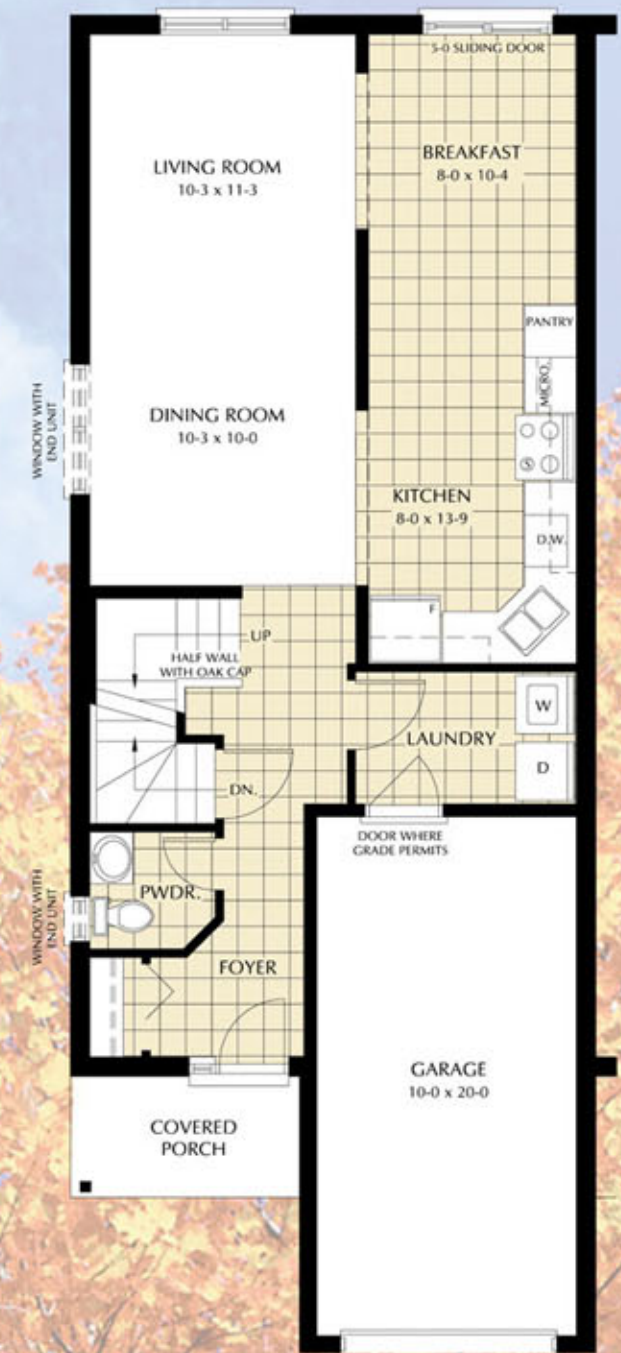 5-0 SLIDING DOOR
LIVING ROOM
10-3 x 11-3
BREAKFAST
8-0 x 10-4
PANTRY
MICRO.
WINDOW WITH
END UNIT
DINING ROOM
10-3 x 10-0
S
KITCHEN
8-0 x 13-9
D.W.
F
UP
HALF WALL
WITH OAK CAP
W
LAUNDRY
D
DN.
DOOR WHERE
GRADE PERMITS
WINDOW WITH
END UNIT
PWDR.
FOYER
GARAGE
10-0 x 20-0
COVERED
PORCH